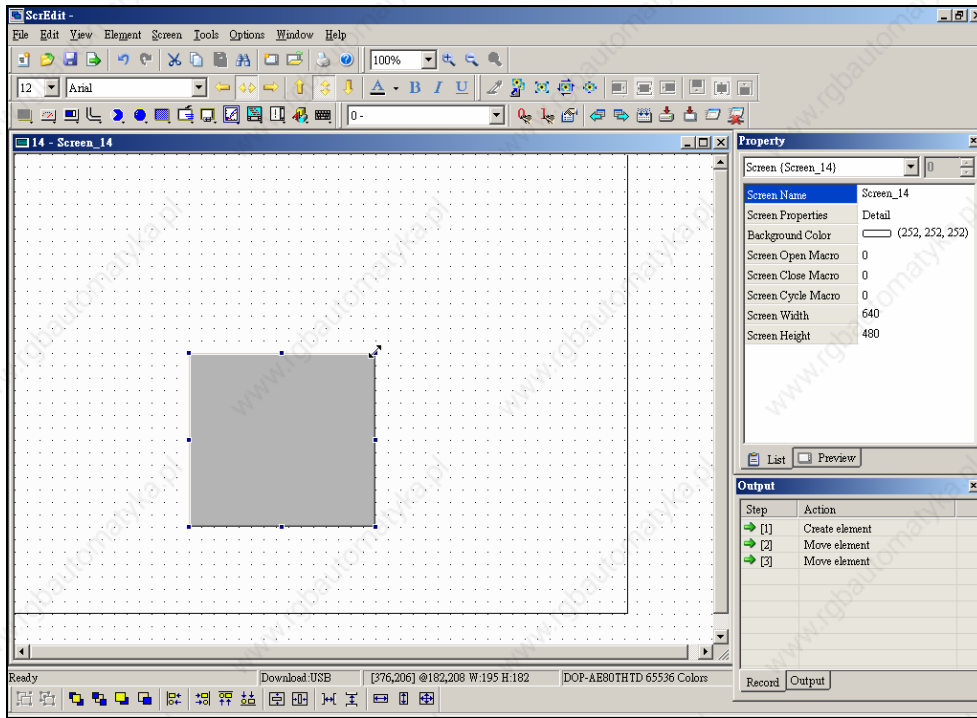 ScrEdit -
File Edit View Element Screen Tools Options Window Help
100%
12 Arial A B I U
0 -
14 - Screen_14
Property
Screen {Screen_14} 0
Screen Name Screen_14
Screen Properties Detail
Background Color (252, 252, 252)
Screen Open Macro 0
Screen Close Macro 0
Screen Cycle Macro 0
Screen Width 640
Screen Height 480
List Preview
Output
Step Action
[1] Create element
[2] Move element
[3] Move element
Record Output
Ready Download:USB [376,206] @182,208 W:195 H:182 DOP-AE80THTD 65536 Colors
www.rgbautomatyka.pl